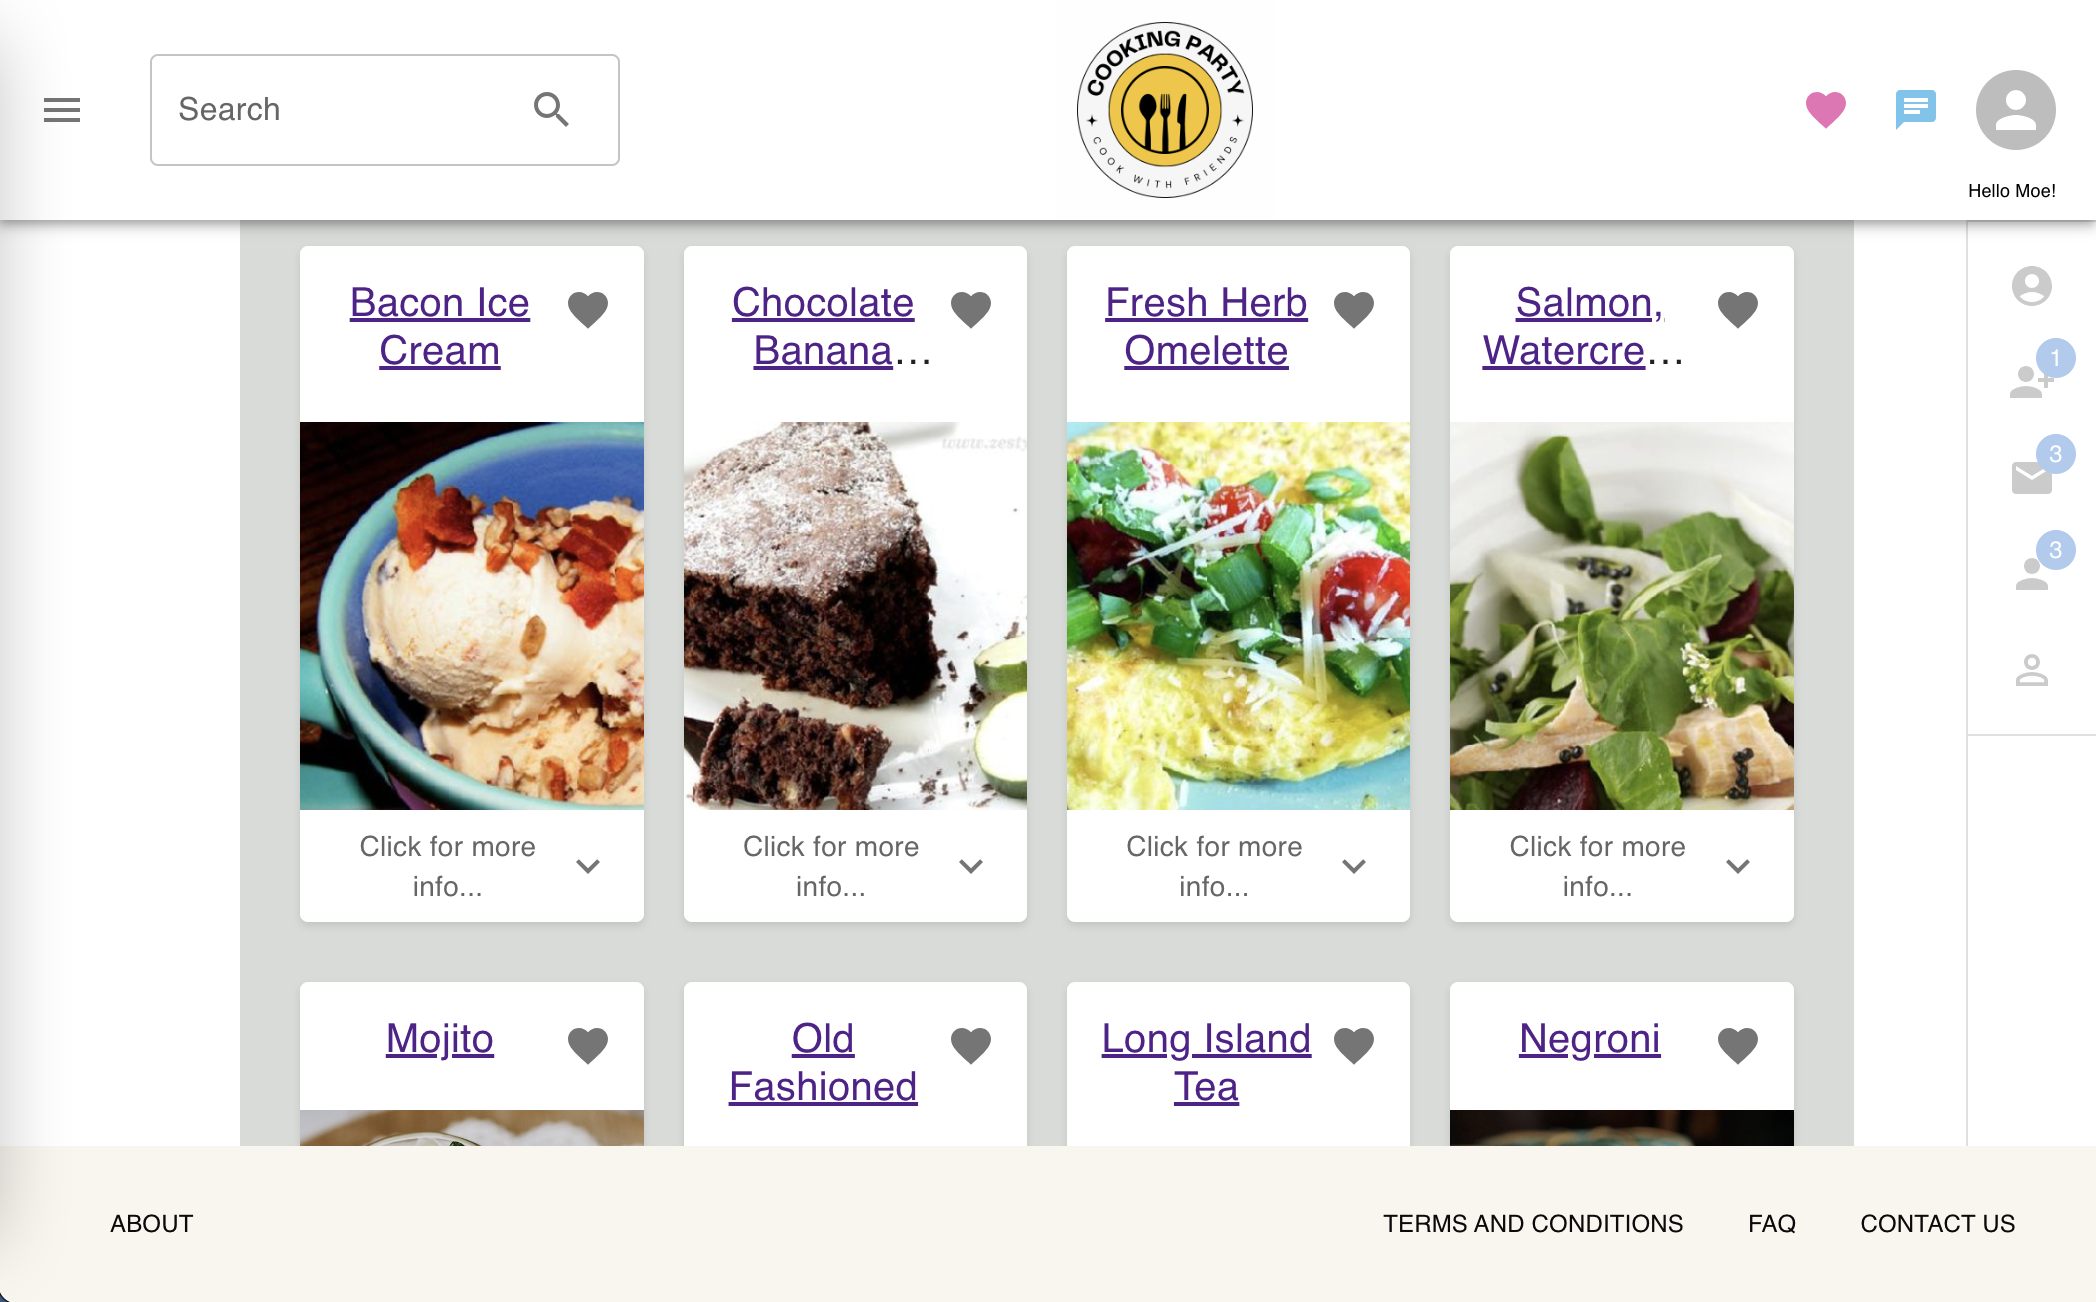 Search
COOKING PARTY
COOK WITH FRIENDS
Hello Moe!
Bacon Ice
Cream
Chocolate
Banana...
Fresh Herb
Omelette
Salmon,
Watercre...
1
3
3
www.zesty
Click for more
info...
Click for more
info...
Click for more
info...
Click for more
info...
Mojito
Old
Fashioned
Long Island
Tea
Negroni
ABOUT
TERMS AND CONDITIONS
FAQ
CONTACT US